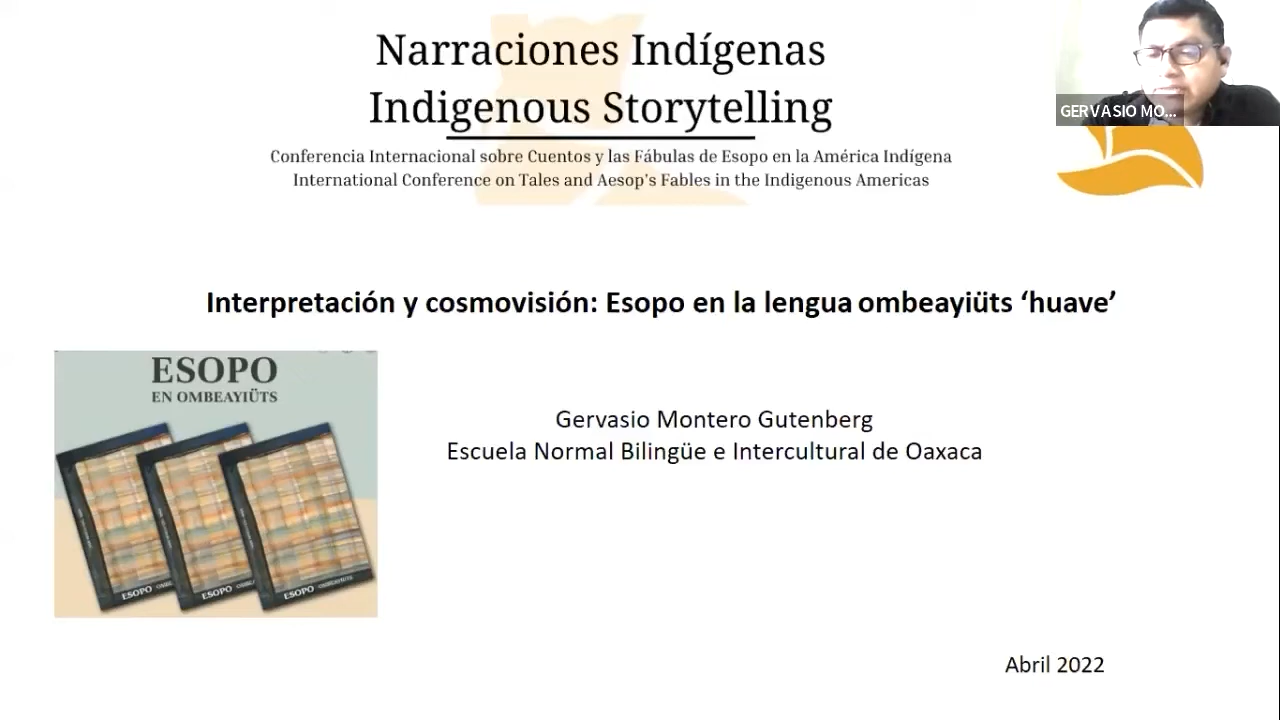 Narraciones Indígenas
Indigenous Storytelling
Conferencia Internacional sobre Cuentos y las Fábulas de Esopo en la América Indígena
International Conference on Tales and Aesop's Fables in the Indigenous Americas
GERVASIO MO...
Interpretación y cosmovisión: Esopo en la lengua ombeayiüts ‘huave’
ESOPO
EN OMBEAYIÜTS
Gervasio Montero Gutenberg
Escuela Normal Bilingüe e Intercultural de Oaxaca
ESOPO
ESOPO
ESOPO OMBEAYIÜTS
Abril 2022